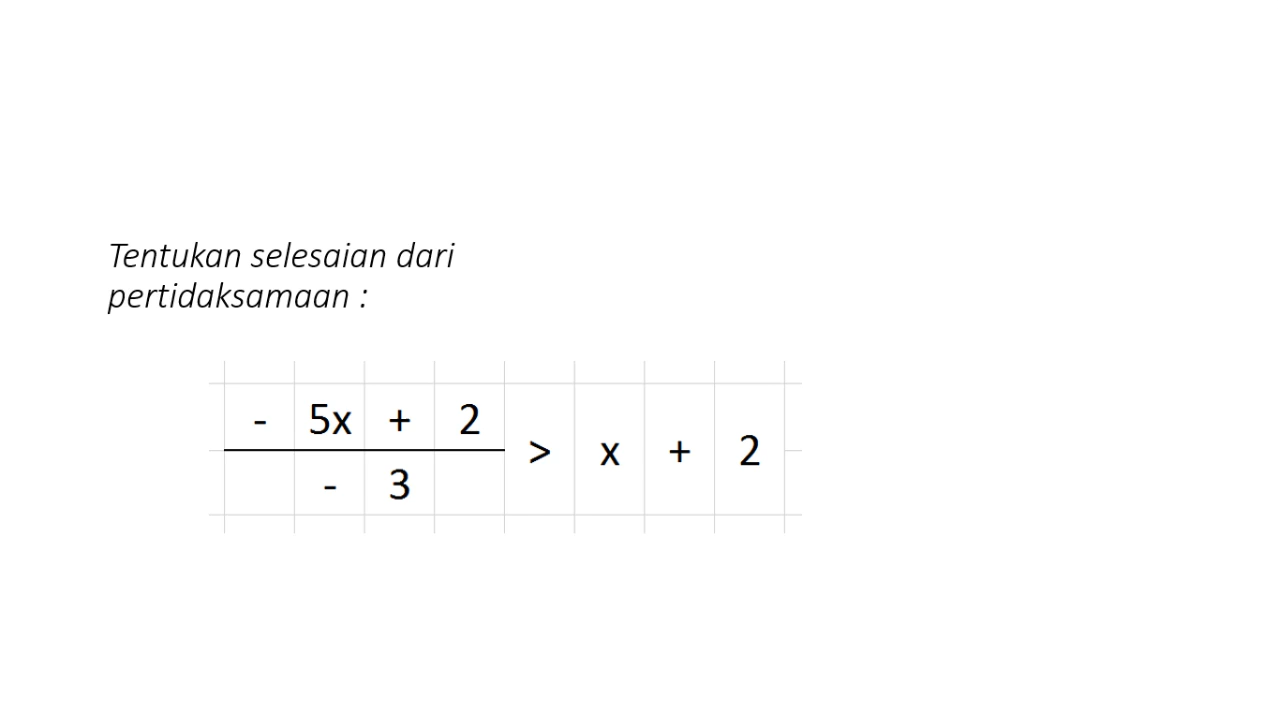 Tentukan selesaian dari
pertidaksamaan :
- 5x + 2
> x + 2
- 3